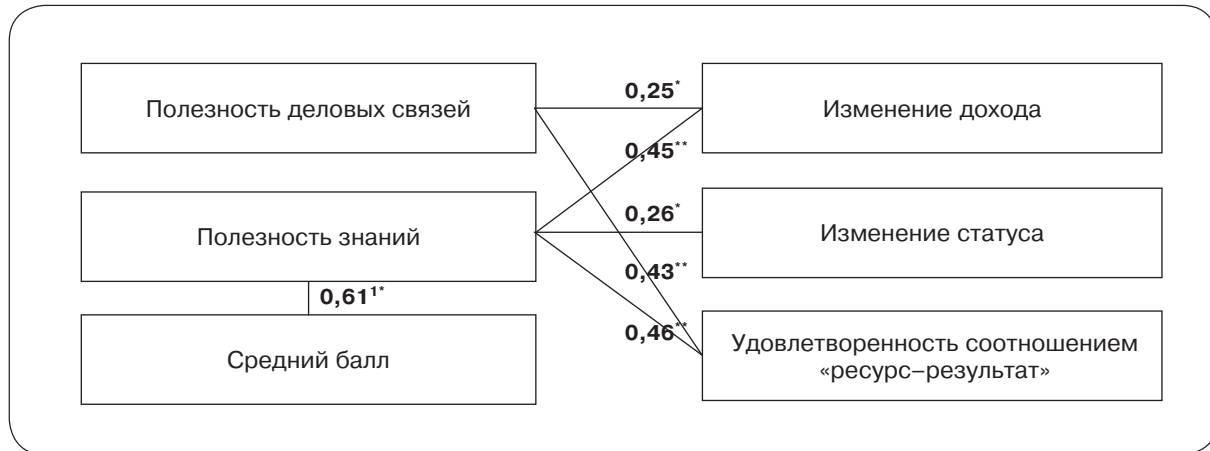 Полезность деловых связей
0,25*
Изменение дохода
0,45**
Полезность знаний
0,26*
Изменение статуса
0,43**
0,61¹*
0,46**
Средний балл
Удовлетворенность соотношением
«ресурс–результат»